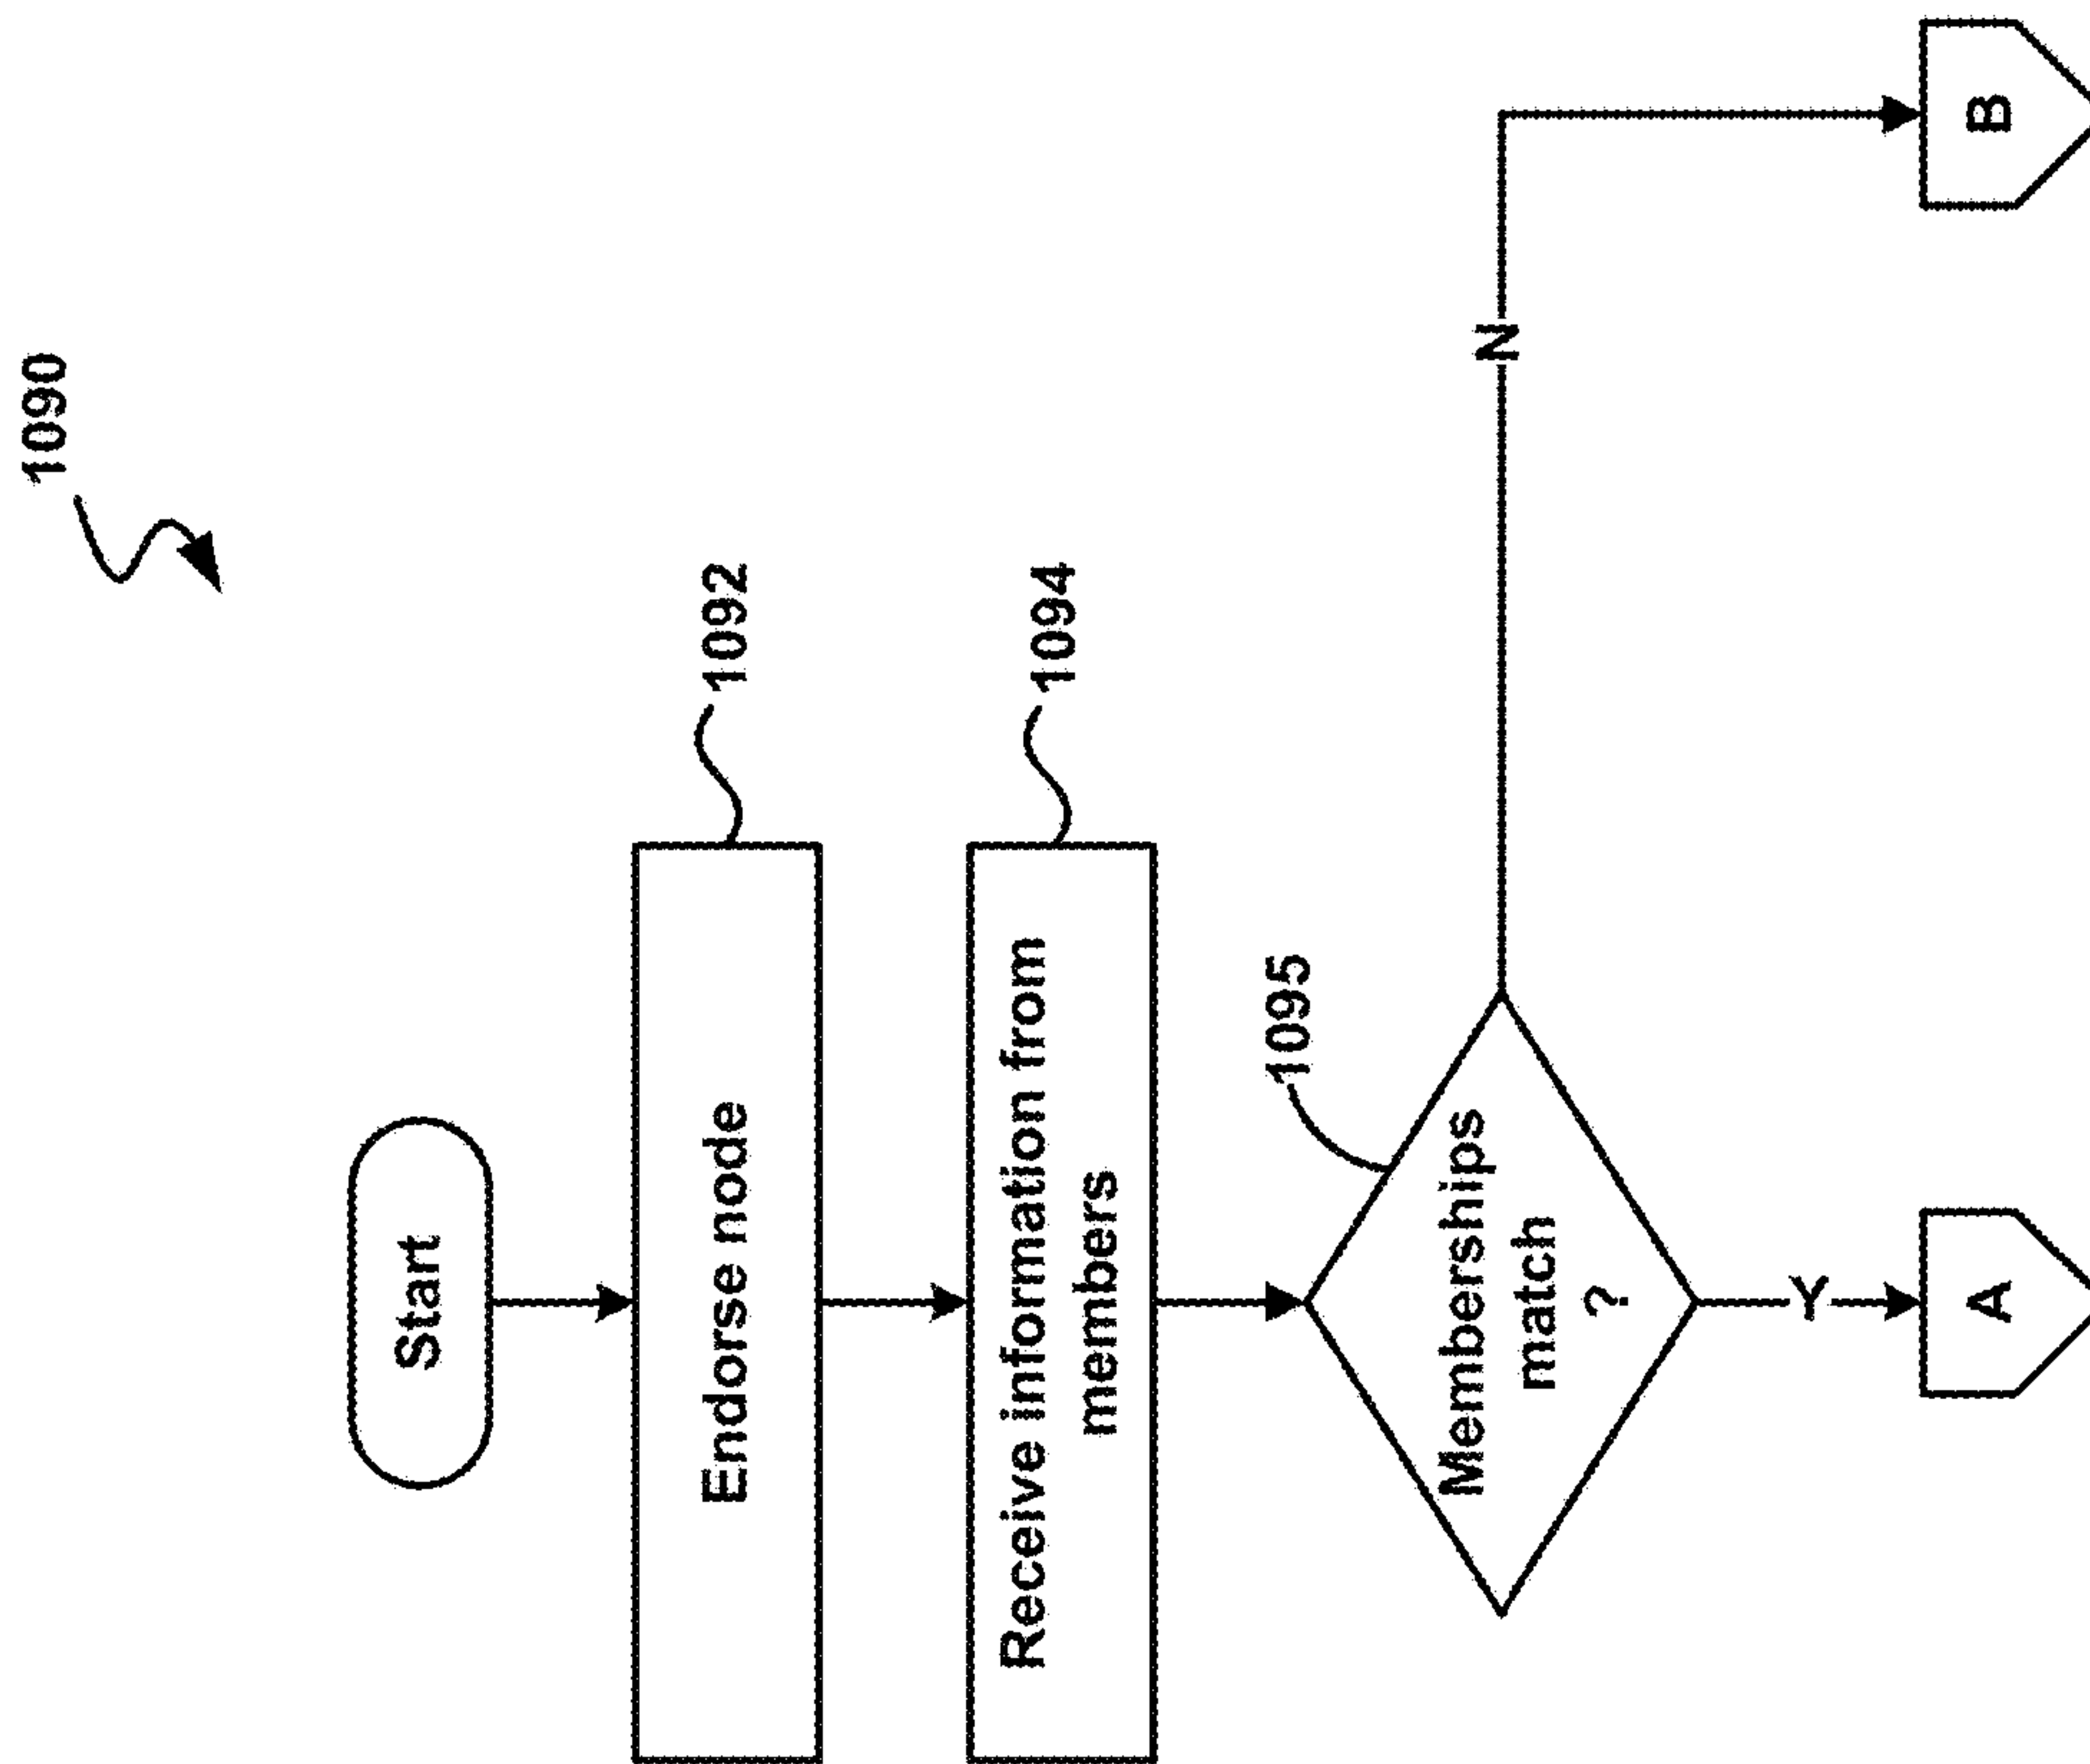 1090
Start
Endorse node
1092
Receive information from
members
1094
1095
Memberships
match
?
N
Y
A
B